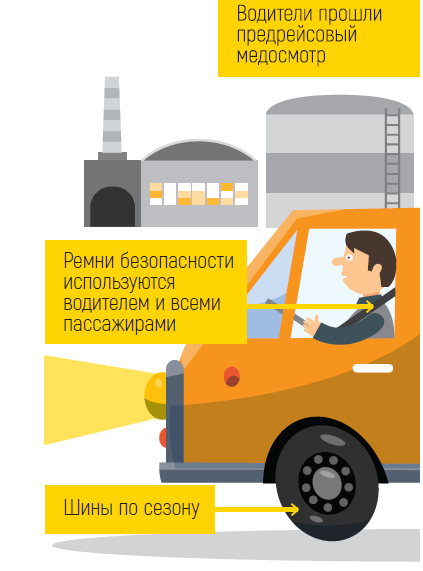 Водители прошли
предрейсовый
медосмотр
Ремни безопасности
используются
водителем и всеми
пассажирами
Шины по сезону